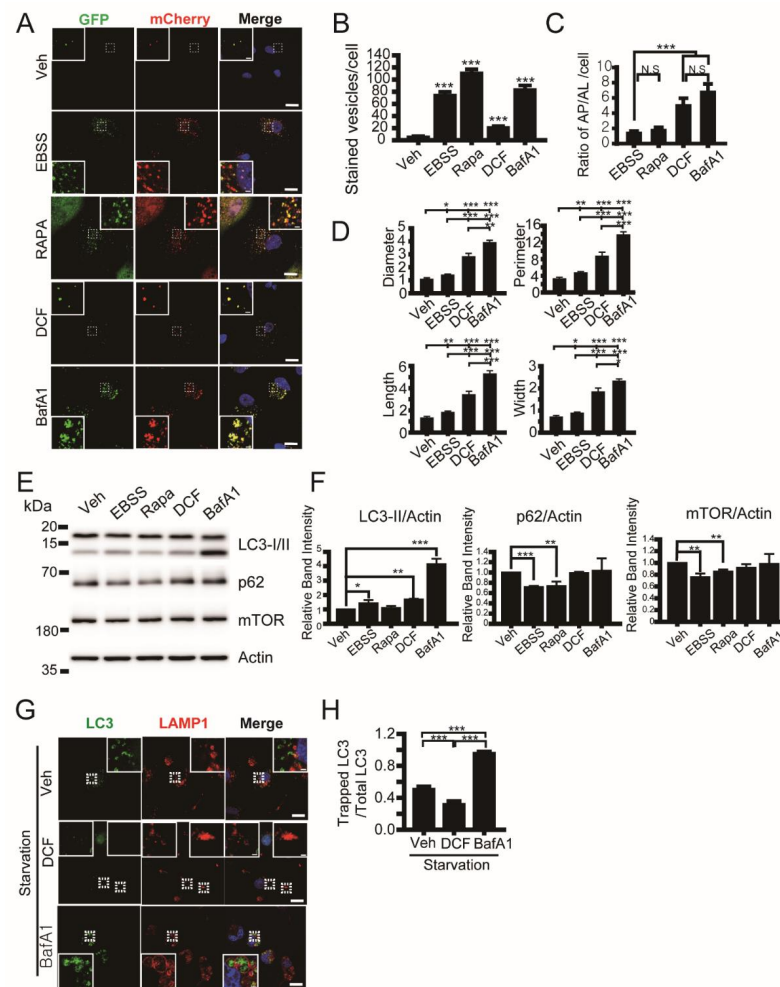 A
GFP mCherry Merge
Veh
EBSS
RAPA
DCF
BafA1
B
Stained vesicles/cell
140
120
100
80
60
40
20
0
*** *** *** ***
Veh EBSS Rapa DCF BafA1
C
Ratio of AP/AL /cell
10
8
6
4
2
0
***
N.S N.S
EBSS Rapa DCF BafA1
D
Diameter
5
4
3
2
1
0
* *** ***
*** ***
**
Veh EBSS DCF BafA1
Perimeter
16
12
8
4
0
** *** ***
*** ***
***
Veh EBSS DCF BafA1
Length
6
4
2
0
** *** ***
*** ***
***
Veh EBSS DCF BafA1
Width
3
2
1
0
* *** ***
*** ***
*
Veh EBSS DCF BafA1
E
kDa Veh EBSS Rapa DCF BafA1
20
15
70
180
35
LC3-I/II
p62
mTOR
Actin
F
LC3-II/Actin
Relative Band Intensity
5
4
3
2
1
0
***
**
*
Veh EBSS Rapa DCF BafA1
p62/Actin
Relative Band Intensity
1.4
1.2
1.0
0.8
0.6
0.4
0.2
0
**
***
Veh EBSS Rapa DCF BafA1
mTOR/Actin
Relative Band Intensity
1.4
1.2
1.0
0.8
0.6
0.4
0.2
0
**
**
Veh EBSS Rapa DCF BafA1
G
LC3 LAMP1 Merge
Starvation
Veh
DCF
BafA1
H
Trapped LC3
/Total LC3
1.2
0.8
0.4
0.0
***
*** ***
Veh DCF BafA1
Starvation